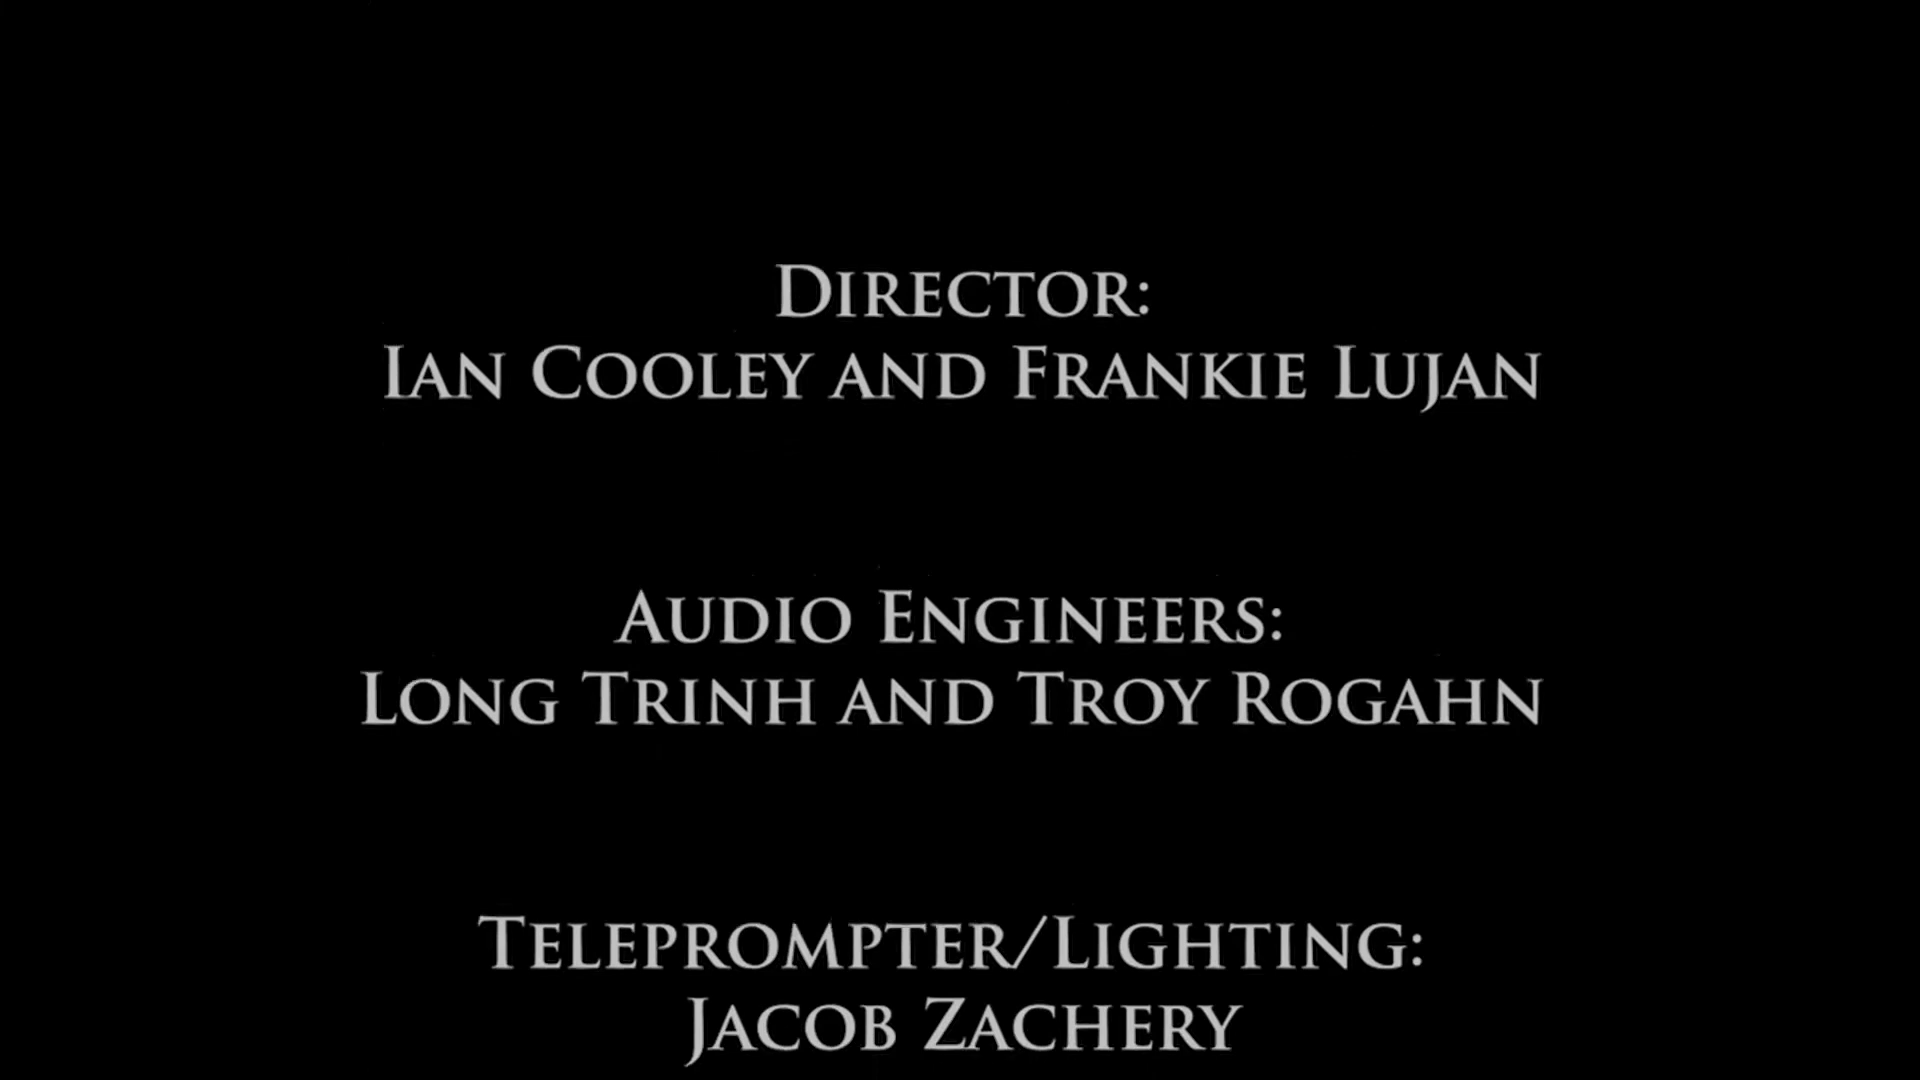 Director:
Ian Cooley and Frankie Lujan
Audio Engineers:
Long Trinh and Troy Rogahn
Teleprompter/Lighting:
Jacob Zachery